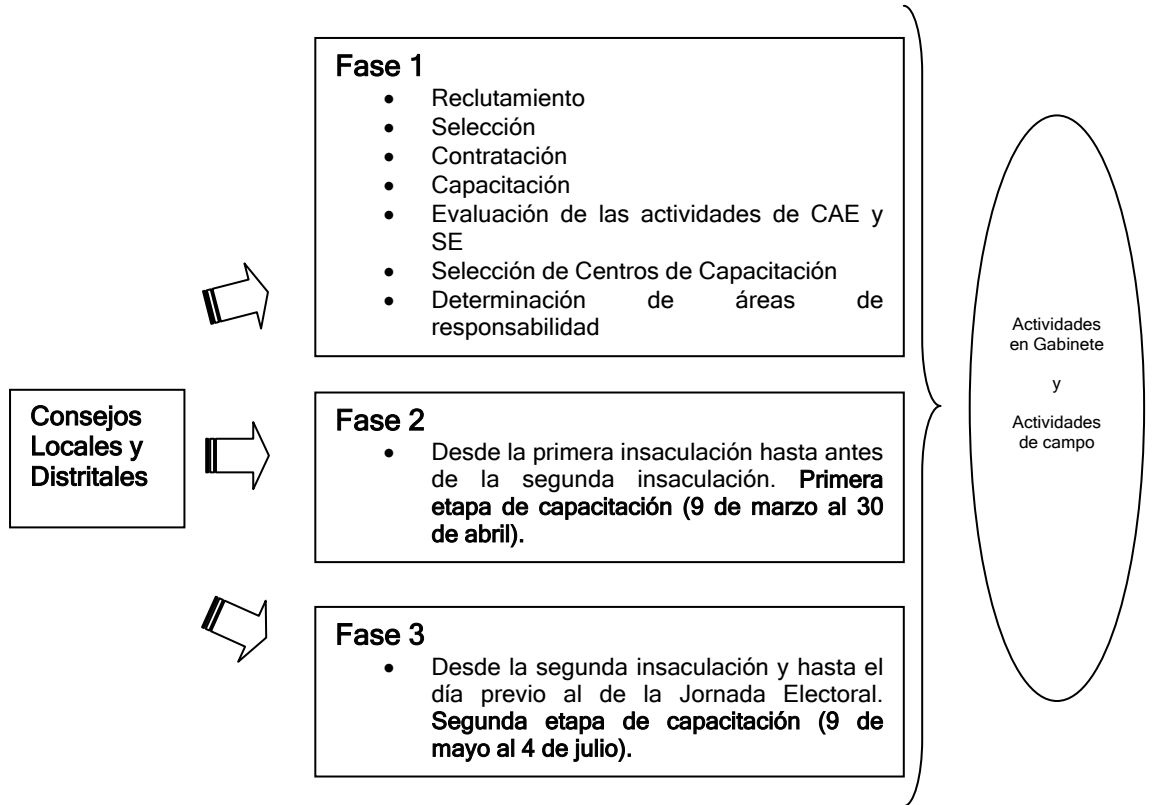 Consejos
Locales y
Distritales
Fase 1
• Reclutamiento
• Selección
• Contratación
• Capacitación
• Evaluación de las actividades de CAE y
SE
• Selección de Centros de Capacitación
• Determinación de áreas de
responsabilidad
Fase 2
• Desde la primera insaculación hasta antes
de la segunda insaculación. Primera
etapa de capacitación (9 de marzo al 30
de abril).
Fase 3
• Desde la segunda insaculación y hasta el
día previo al de la Jornada Electoral.
Segunda etapa de capacitación (9 de
mayo al 4 de julio).
Actividades
en Gabinete
y
Actividades
de campo